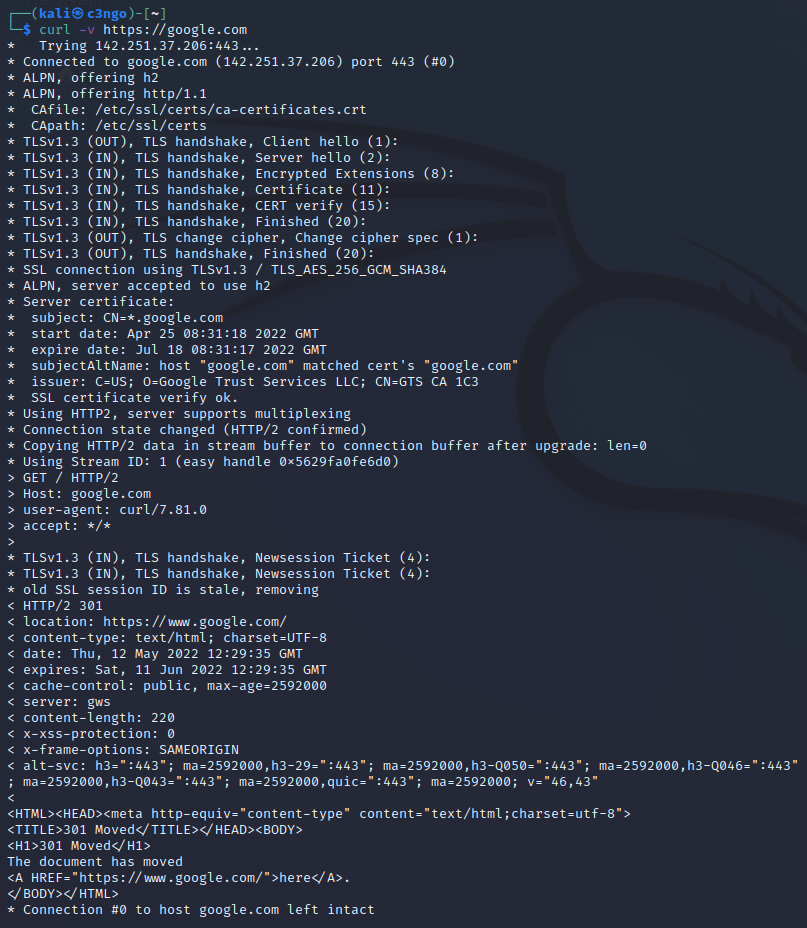 ┌──(kali㉿c3ngo)-[~]
└─$ curl -v https://google.com
*   Trying 142.251.37.206:443...
* Connected to google.com (142.251.37.206) port 443 (#0)
* ALPN, offering h2
* ALPN, offering http/1.1
*  CAfile: /etc/ssl/certs/ca-certificates.crt
*  CApath: /etc/ssl/certs
* TLSv1.3 (OUT), TLS handshake, Client hello (1):
* TLSv1.3 (IN), TLS handshake, Server hello (2):
* TLSv1.3 (IN), TLS handshake, Encrypted Extensions (8):
* TLSv1.3 (IN), TLS handshake, Certificate (11):
* TLSv1.3 (IN), TLS handshake, CERT verify (15):
* TLSv1.3 (IN), TLS handshake, Finished (20):
* TLSv1.3 (OUT), TLS change cipher, Change cipher spec (1):
* TLSv1.3 (OUT), TLS handshake, Finished (20):
* SSL connection using TLSv1.3 / TLS_AES_256_GCM_SHA384
* ALPN, server accepted to use h2
* Server certificate:
*  subject: CN=*.google.com
*  start date: Apr 25 08:31:18 2022 GMT
*  expire date: Jul 18 08:31:17 2022 GMT
*  subjectAltName: host "google.com" matched cert's "google.com"
*  issuer: C=US; O=Google Trust Services LLC; CN=GTS CA 1C3
*  SSL certificate verify ok.
* Using HTTP2, server supports multiplexing
* Connection state changed (HTTP/2 confirmed)
* Copying HTTP/2 data in stream buffer to connection buffer after upgrade: len=0
* Using Stream ID: 1 (easy handle 0x5629fa0fe6d0)
> GET / HTTP/2
> Host: google.com
> user-agent: curl/7.81.0
> accept: */*
>
* TLSv1.3 (IN), TLS handshake, Newsession Ticket (4):
* TLSv1.3 (IN), TLS handshake, Newsession Ticket (4):
* old SSL session ID is stale, removing
< HTTP/2 301
< location: https://www.google.com/
< content-type: text/html; charset=UTF-8
< date: Thu, 12 May 2022 12:29:35 GMT
< expires: Sat, 11 Jun 2022 12:29:35 GMT
< cache-control: public, max-age=2592000
< server: gws
< content-length: 220
< x-xss-protection: 0
< x-frame-options: SAMEORIGIN
< alt-svc: h3=":443"; ma=2592000,h3-29=":443"; ma=2592000,h3-Q050=":443"; ma=2592000,h3-Q046=":443"
; ma=2592000,h3-Q043=":443"; ma=2592000,quic=":443"; ma=2592000; v="46,43"
<
<HTML><HEAD><meta http-equiv="content-type" content="text/html;charset=utf-8">
<TITLE>301 Moved</TITLE></HEAD><BODY>
<H1>301 Moved</H1>
The document has moved
<A HREF="https://www.google.com/">here</A>.
</BODY></HTML>
* Connection #0 to host google.com left intact